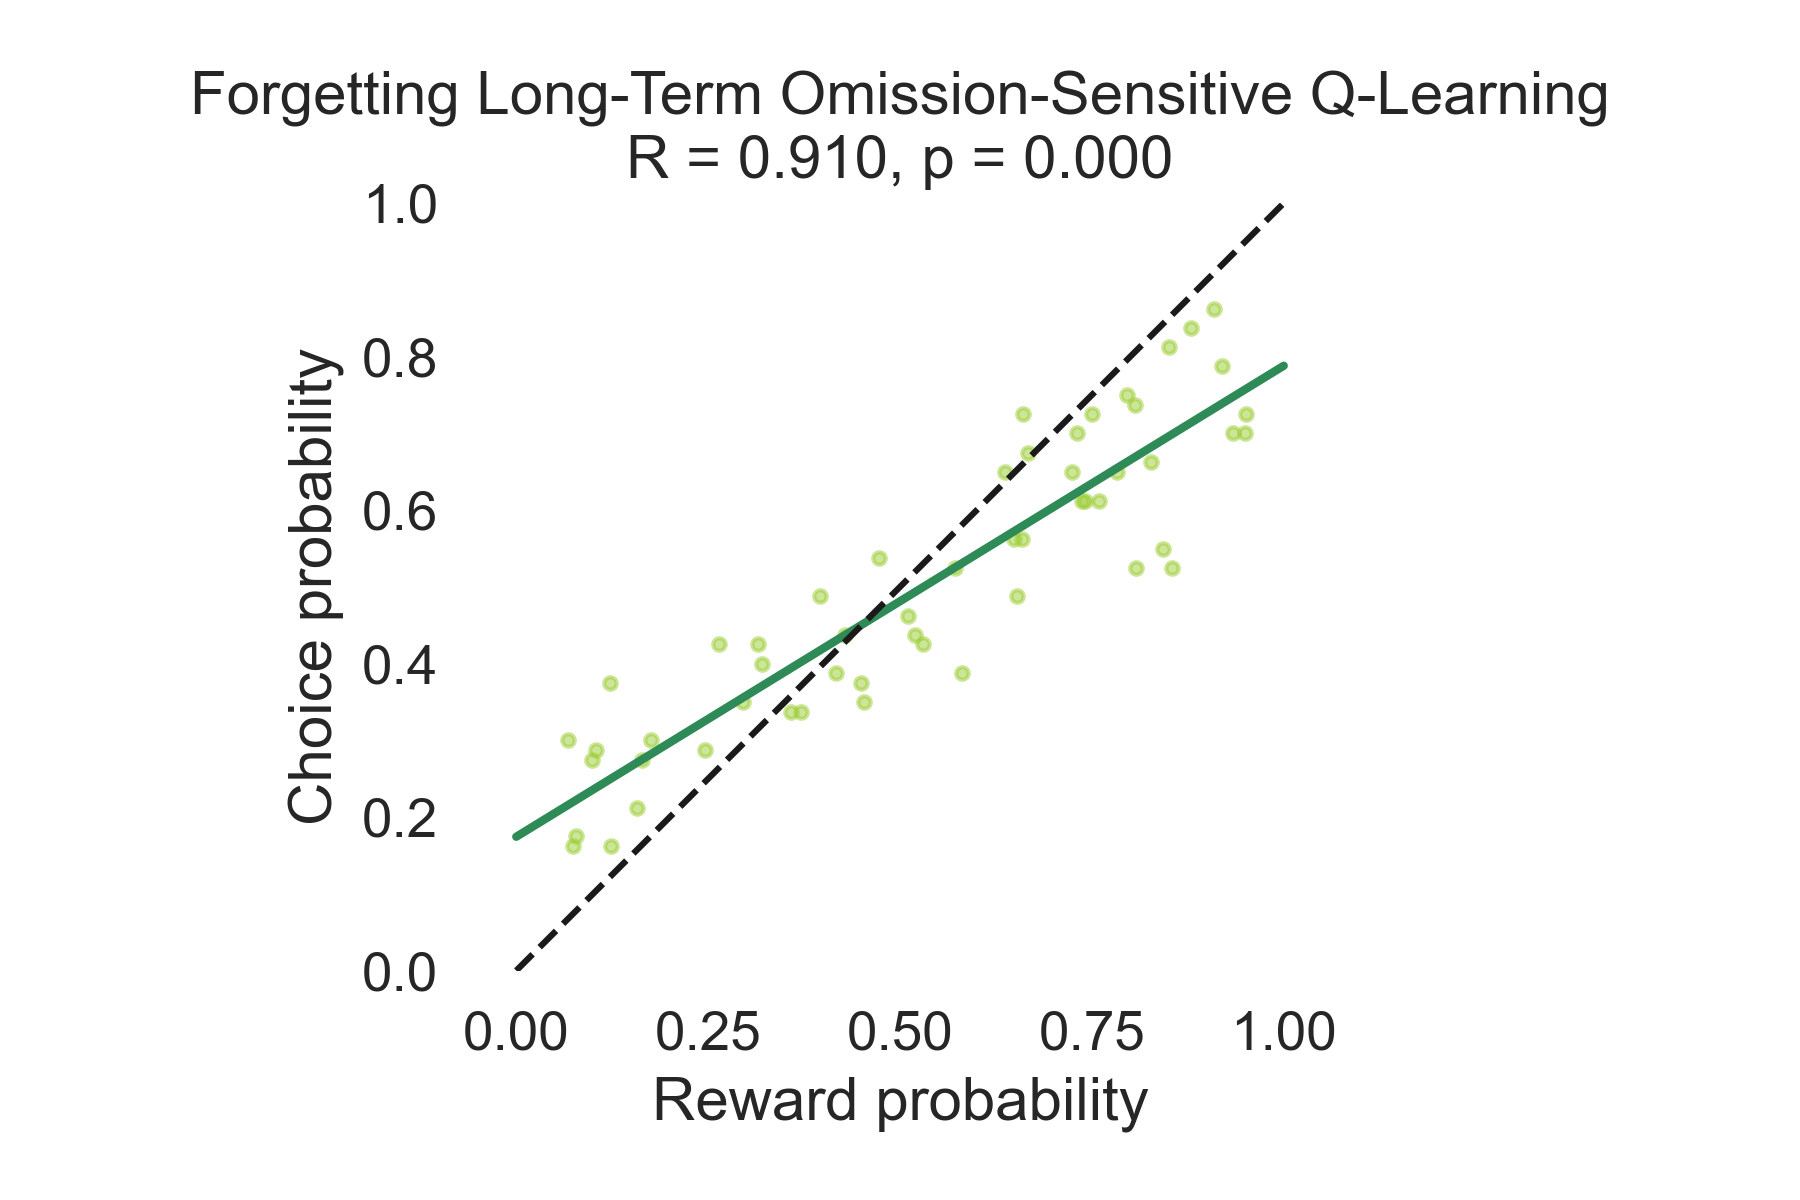 Forgetting Long-Term Omission-Sensitive Q-Learning
R = 0.910, p = 0.000
1.0
0.8
0.6
0.4
0.2
0.0
Choice probability
0.00 0.25 0.50 0.75 1.00
Reward probability